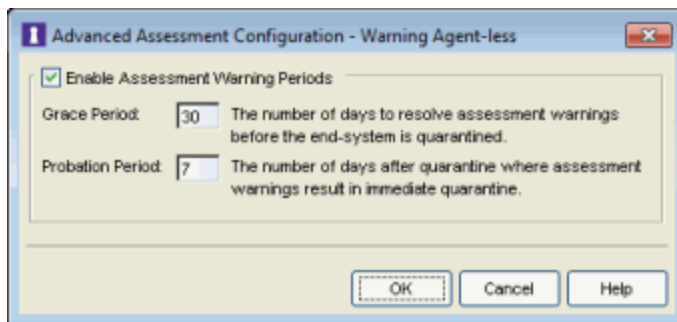 Advanced Assessment Configuration - Warning Agent-less
Enable Assessment Warning Periods
Grace Period: 30 The number of days to resolve assessment warnings
before the end-system is quarantined.
Probation Period: 7 The number of days after quarantine where assessment
warnings result in immediate quarantine.
OK Cancel Help